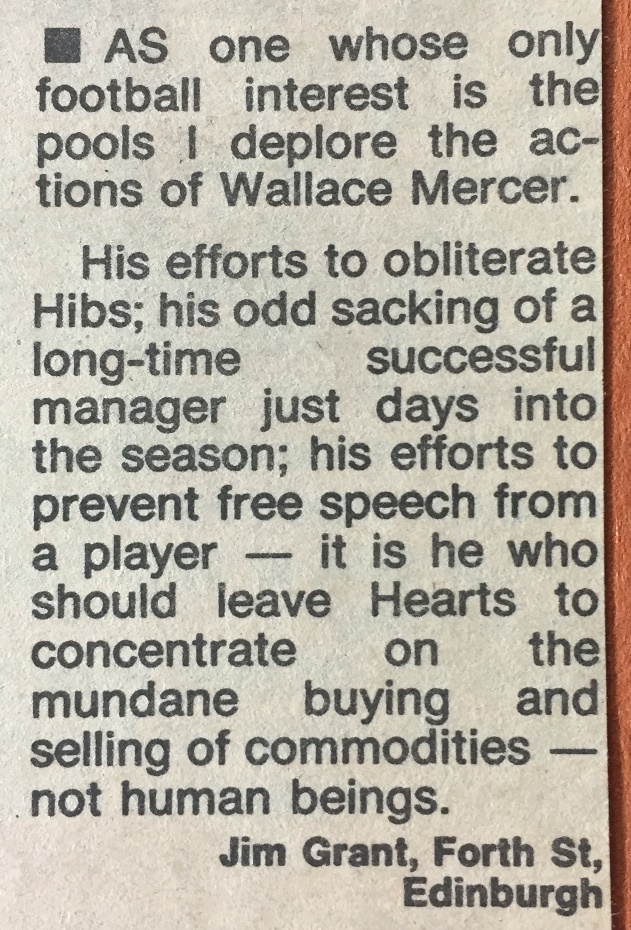 ■ AS one whose only
football interest is the
pools I deplore the ac-
tions of Wallace Mercer.
His efforts to obliterate
Hibs; his odd sacking of a
long-time successful
manager just days into
the season; his efforts to
prevent free speech from
a player — it is he who
should leave Hearts to
concentrate on the
mundane buying and
selling of commodities —
not human beings.
Jim Grant, Forth St,
Edinburgh